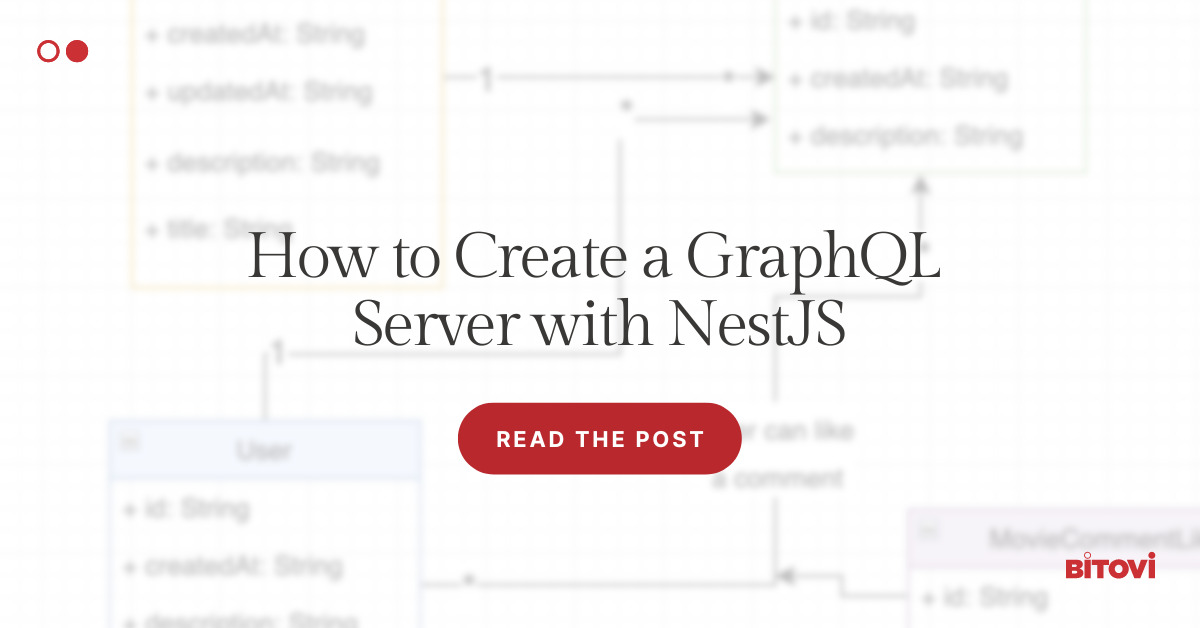 + createdAt: String
+ updatedAt: String
+ description: String
+ title: String
1
*
+ id: String
+ createdAt: String
+ description: String
*
How to Create a GraphQL
Server with NestJS
1
READ THE POST
can like
a comment
User
+ id: String
+ createdAt: String
+ description: String
*
MovieCommentLik
+ id: String
BITOVI